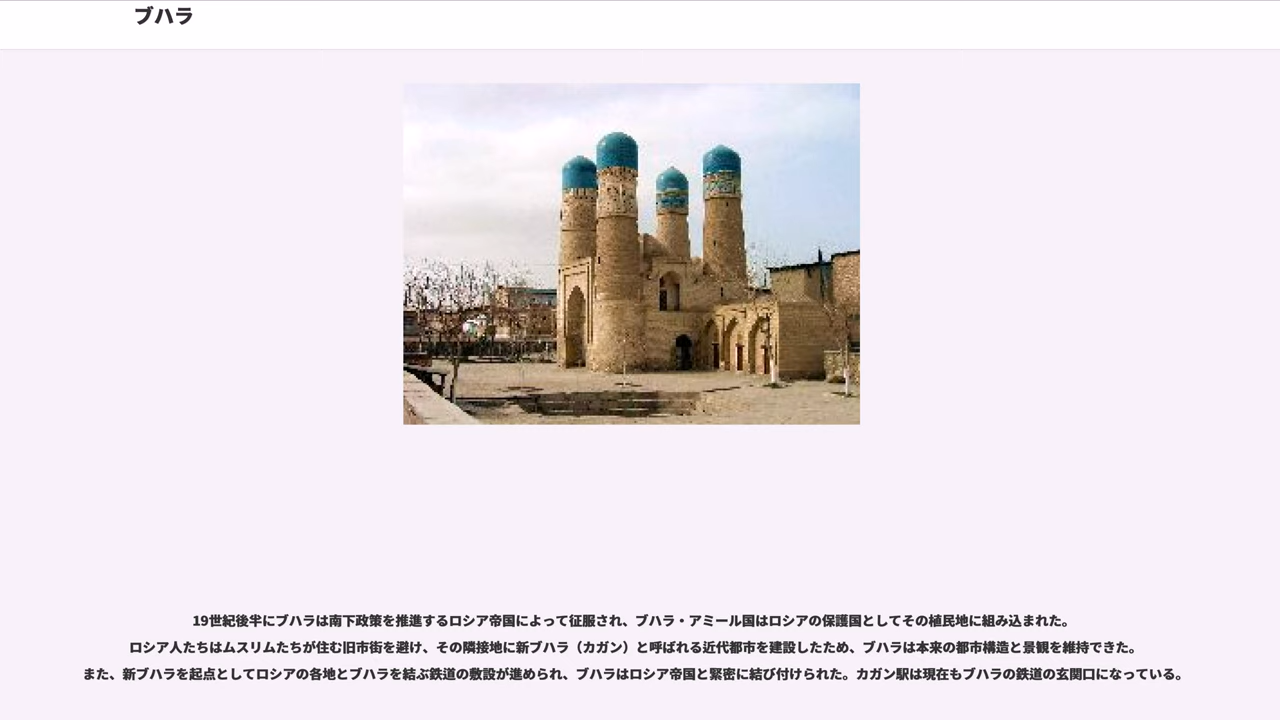 ブハラ
19世紀後半にブハラは南下政策を推進するロシア帝国によって征服され、ブハラ・アミール国はロシアの保護国としてその植民地に組み込まれた。
ロシア人たちはムスリムたちが住む旧市街を避け、その隣接地に新ブハラ（カガン）と呼ばれる近代都市を建設したため、ブハラは本来の都市構造と景観を維持できた。
また、新ブハラを起点としてロシアの各地とブハラを結ぶ鉄道の敷設が進められ、ブハラはロシア帝国と緊密に結び付けられた。カガン駅は現在もブハラの鉄道の玄関口になっている。